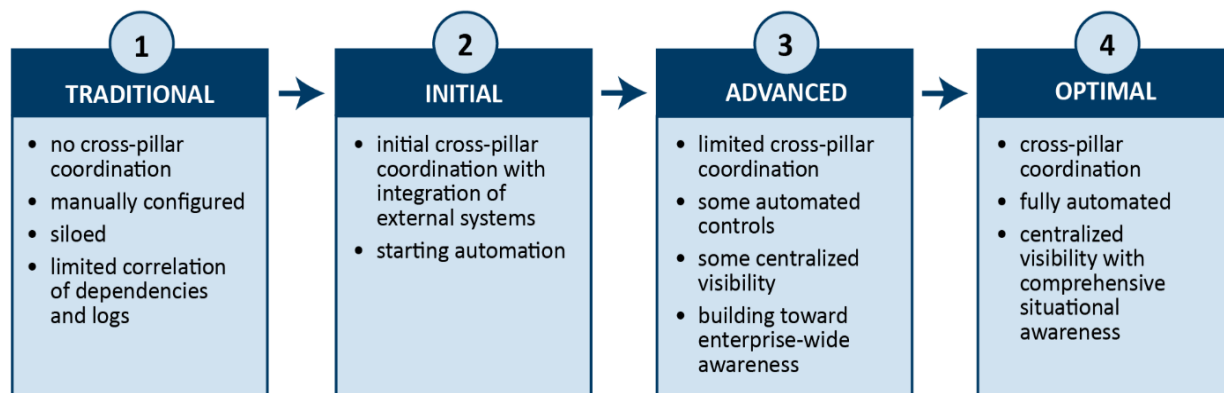 1
TRADITIONAL
• no cross-pillar
coordination
• manually configured
• siloed
• limited correlation
of dependencies
and logs
2
INITIAL
• initial cross-pillar
coordination with
integration of
external systems
• starting automation
3
ADVANCED
• limited cross-pillar
coordination
• some automated
controls
• some centralized
visibility
• building toward
enterprise-wide
awareness
4
OPTIMAL
• cross-pillar
coordination
• fully automated
• centralized
visibility with
comprehensive
situational
awareness